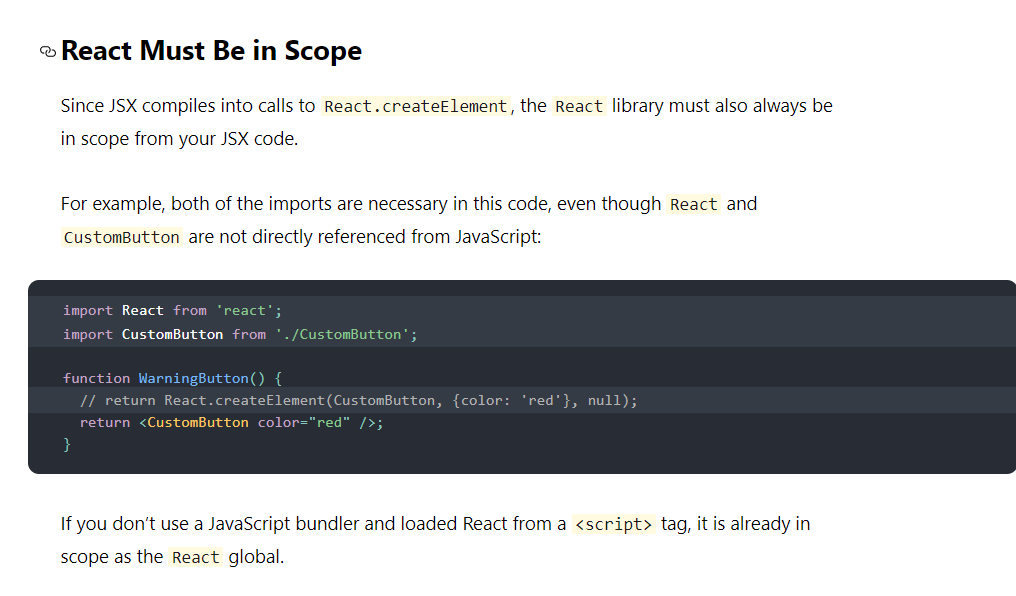 React Must Be in Scope
Since JSX compiles into calls to React.createElement, the React library must also always be
in scope from your JSX code.
For example, both of the imports are necessary in this code, even though React and
CustomButton are not directly referenced from JavaScript:
import React from 'react';
import CustomButton from './CustomButton';
function WarningButton() {
  // return React.createElement(CustomButton, {color: 'red'}, null);
  return <CustomButton color="red" />;
}
If you don’t use a JavaScript bundler and loaded React from a <script> tag, it is already in
scope as the React global.